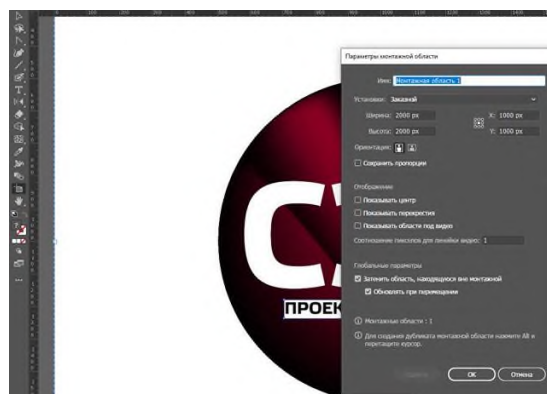 Параметры монтажной области
Имя: Монтажная область 1
Установки: Заказной
Ширина: 2000 px X: 1000 px
Высота: 2000 px Y: 1000 px
Ориентация:
Сохранить пропорции
Отображение
Показывать центр
Показывать перекрестия
Показывать области под видео
Соотношение пикселов для линейки видео: 1
Глобальные параметры
Затенить область, находящуюся вне монтажной
Обновлять при перемещении
Монтажные области : 1
Для создания дубликата монтажной области нажмите Alt и
перетащите курсор.
OK Отмена
ПРОЕК